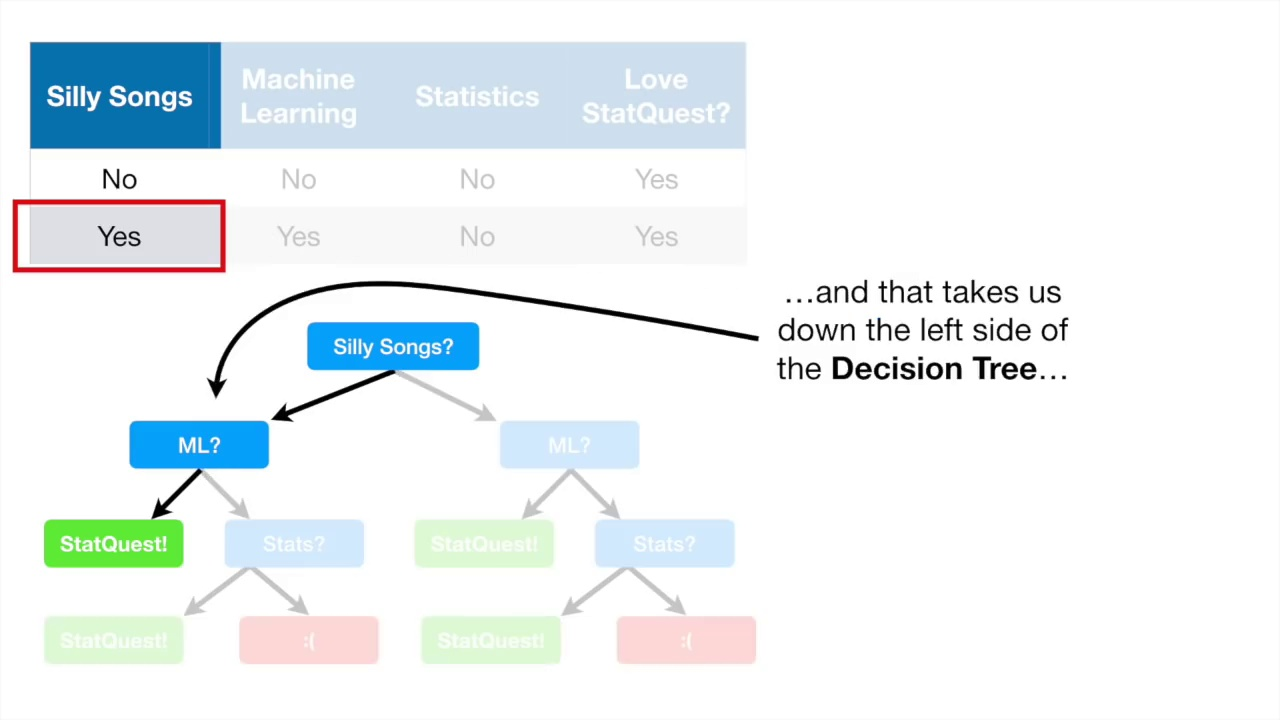 Silly Songs Machine Learning Statistics Love StatQuest?
No No No Yes
Yes Yes No Yes
…and that takes us
down the left side of
the Decision Tree…
Silly Songs?
ML? ML?
StatQuest! Stats? StatQuest! Stats?
StatQuest! :( StatQuest! :(